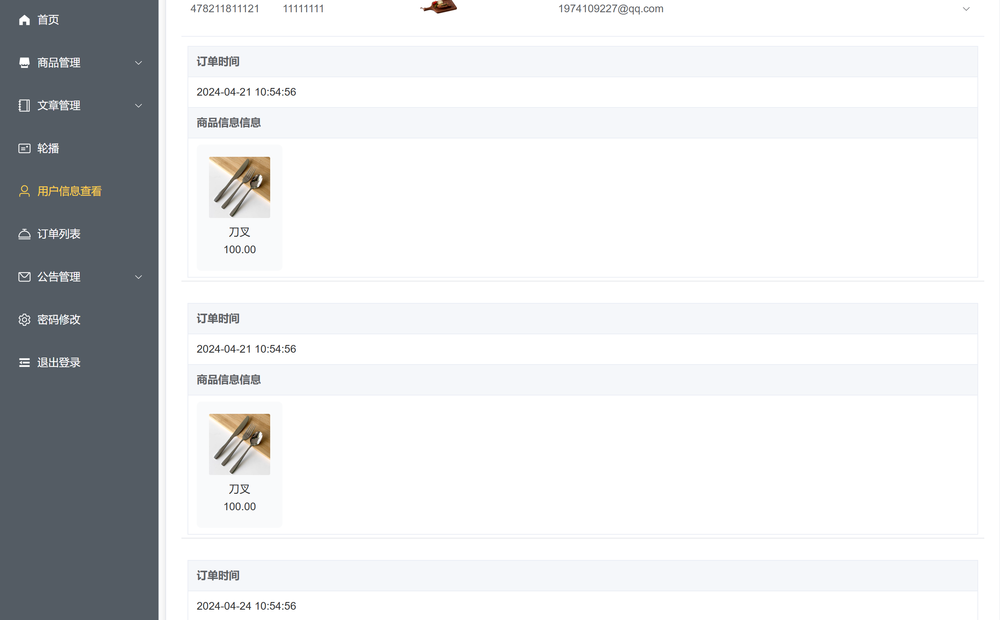 首页
商品管理
文章管理
轮播
用户信息查看
订单列表
公告管理
密码修改
退出登录
478211811121 11111111 1974109227@qq.com
订单时间
2024-04-21 10:54:56
商品信息信息
刀叉
100.00
订单时间
2024-04-21 10:54:56
商品信息信息
刀叉
100.00
订单时间
2024-04-24 10:54:56